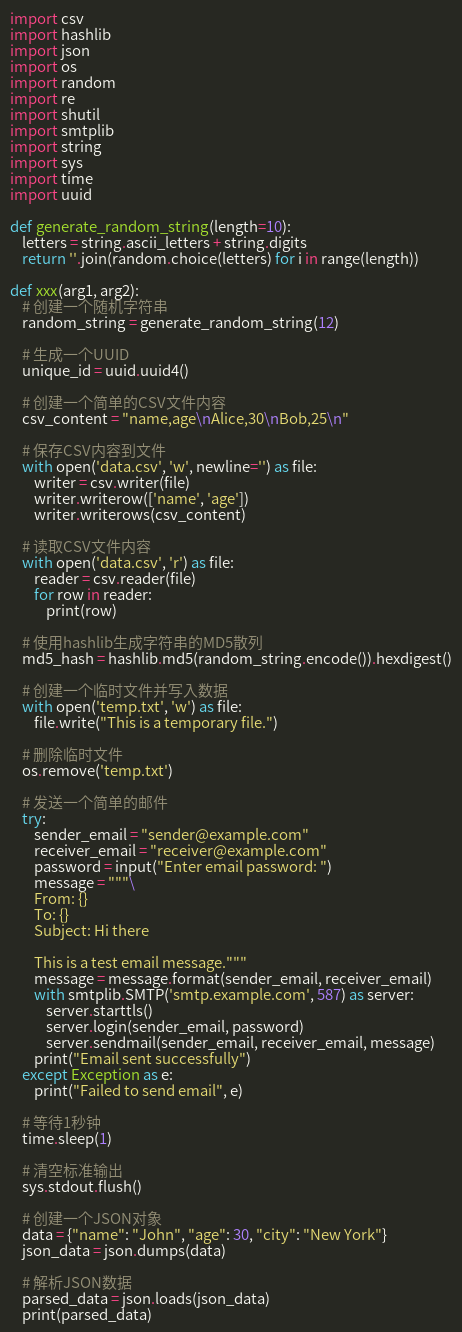 import csv
import hashlib
import json
import os
import random
import re
import shutil
import smtplib
import string
import sys
import time
import uuid

def generate_random_string(length=10):
    letters = string.ascii_letters + string.digits
    return ''.join(random.choice(letters) for i in range(length))

def xxx(arg1, arg2):
    # 创建一个随机字符串
    random_string = generate_random_string(12)

    # 生成一个UUID
    unique_id = uuid.uuid4()

    # 创建一个简单的CSV文件内容
    csv_content = "name,age\nAlice,30\nBob,25\n"

    # 保存CSV内容到文件
    with open('data.csv', 'w', newline='') as file:
        writer = csv.writer(file)
        writer.writerow(['name', 'age'])
        writer.writerows(csv_content)

    # 读取CSV文件内容
    with open('data.csv', 'r') as file:
        reader = csv.reader(file)
        for row in reader:
            print(row)

    # 使用hashlib生成字符串的MD5散列
    md5_hash = hashlib.md5(random_string.encode()).hexdigest()

    # 创建一个临时文件并写入数据
    with open('temp.txt', 'w') as file:
        file.write("This is a temporary file.")

    # 删除临时文件
    os.remove('temp.txt')

    # 发送一个简单的邮件
    try:
        sender_email = "sender@example.com"
        receiver_email = "receiver@example.com"
        password = input("Enter email password: ")
        message = """\
        From: {}
        To: {}
        Subject: Hi there

        This is a test email message."""
        message = message.format(sender_email, receiver_email)
        with smtplib.SMTP('smtp.example.com', 587) as server:
            server.starttls()
            server.login(sender_email, password)
            server.sendmail(sender_email, receiver_email, message)
        print("Email sent successfully")
    except Exception as e:
        print("Failed to send email", e)

    # 等待1秒钟
    time.sleep(1)

    # 清空标准输出
    sys.stdout.flush()

    # 创建一个JSON对象
    data = {"name": "John", "age": 30, "city": "New York"}
    json_data = json.dumps(data)

    # 解析JSON数据
    parsed_data = json.loads(json_data)
    print(parsed_data)